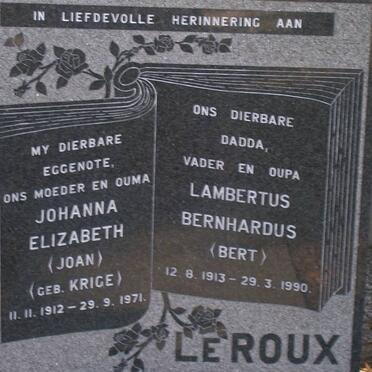 IN LIEFDEVOLLE HERINNERING AAN
MY DIERBARE
EGGENOTE,
ONS MOEDER EN OUMA
JOHANNA
ELIZABETH
(JOAN)
(GEB. KRIGE)
11. 11. 1912 – 29. 9. 1971.
ONS DIERBARE
DADDA,
VADER EN OUPA
LAMBERTUS
BERNHARDUS
(BERT)
12. 8. 1913 – 29. 3. 1990.
LE ROUX